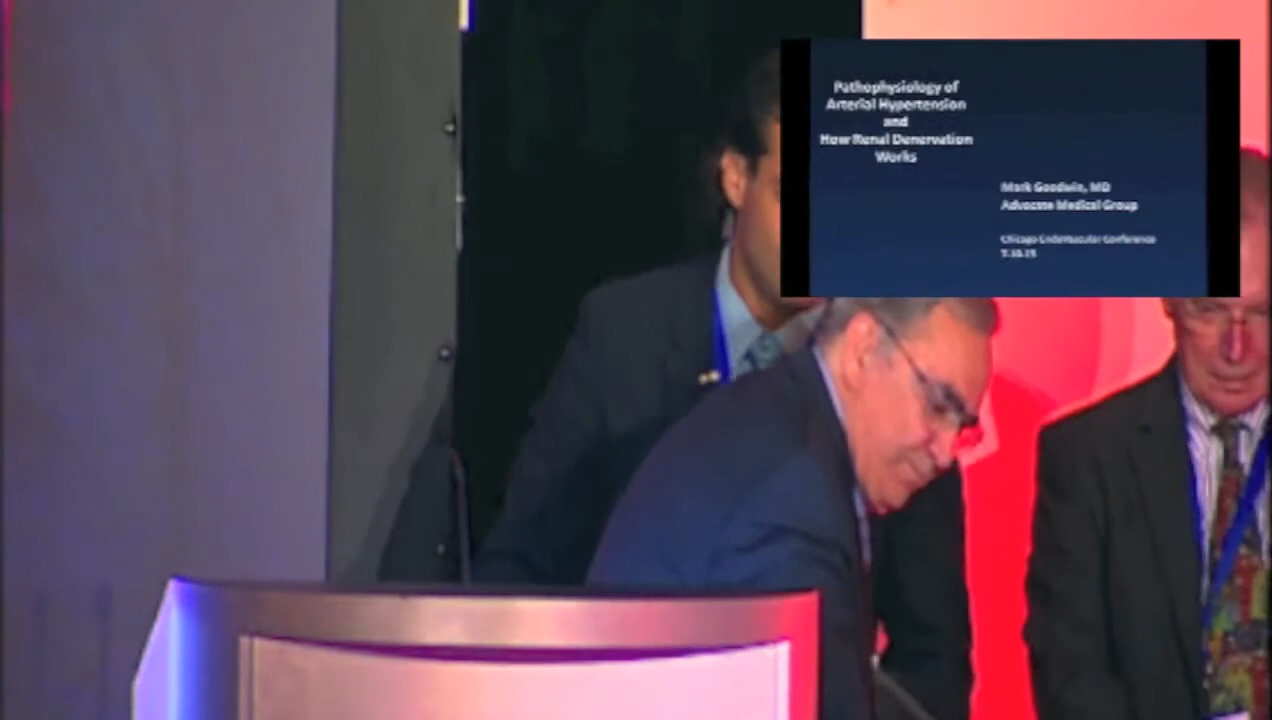 Pathophysiology of
Arterial Hypertension
and
How Renal Denervation
Works
Mark Goodwin, MD
Advocate Medical Group
Chicago Endovascular Conference